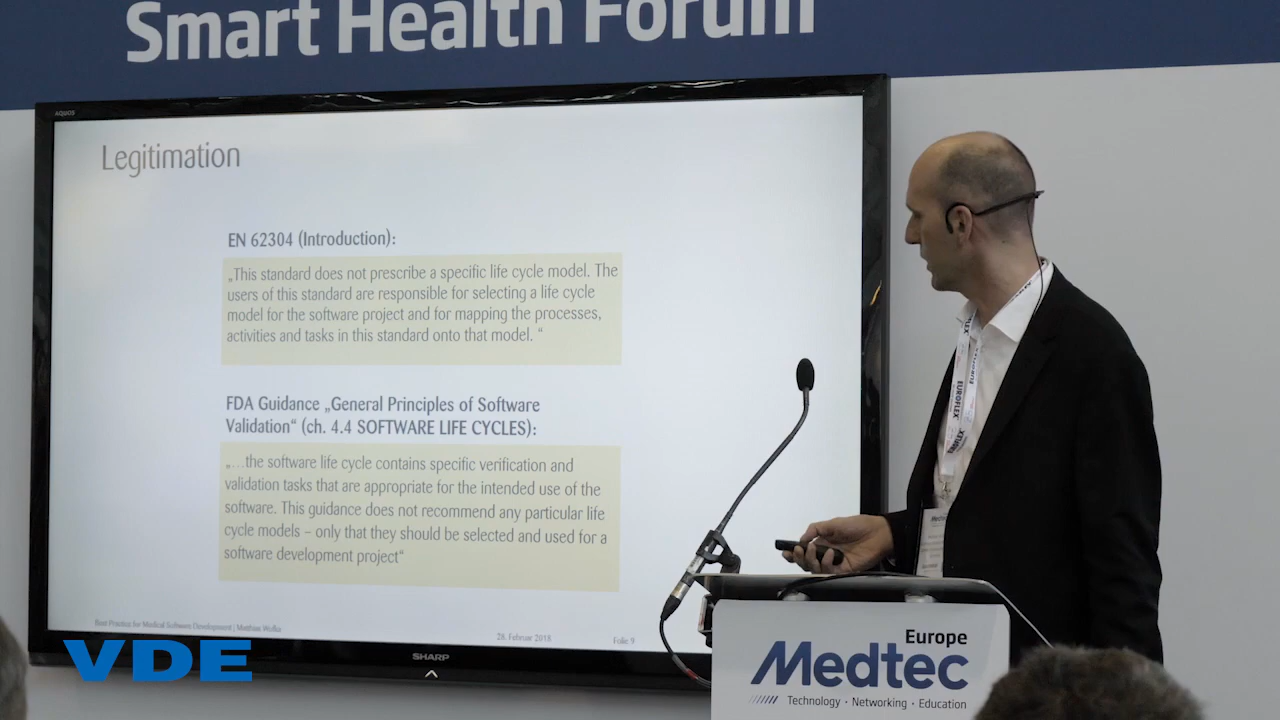 Smart Health Forum
AQUOS
Legitimation
EN 62304 (Introduction):
„This standard does not prescribe a specific life cycle model. The
users of this standard are responsible for selecting a life cycle
model for the software project and for mapping the processes,
activities and tasks in this standard onto that model. “
FDA Guidance „General Principles of Software
Validation“ (ch. 4.4 SOFTWARE LIFE CYCLES):
„…the software life cycle contains specific verification and
validation tasks that are appropriate for the intended use of the
software. This guidance does not recommend any particular life
cycle models – only that they should be selected and used for a
software development project“
Best Practice for Medical Software Development | Matthias Wufka
28. Februar 2018
Folie 9
SHARP
VDE
EUROFLEX
Europe
Medtec
Technology · Networking · Education